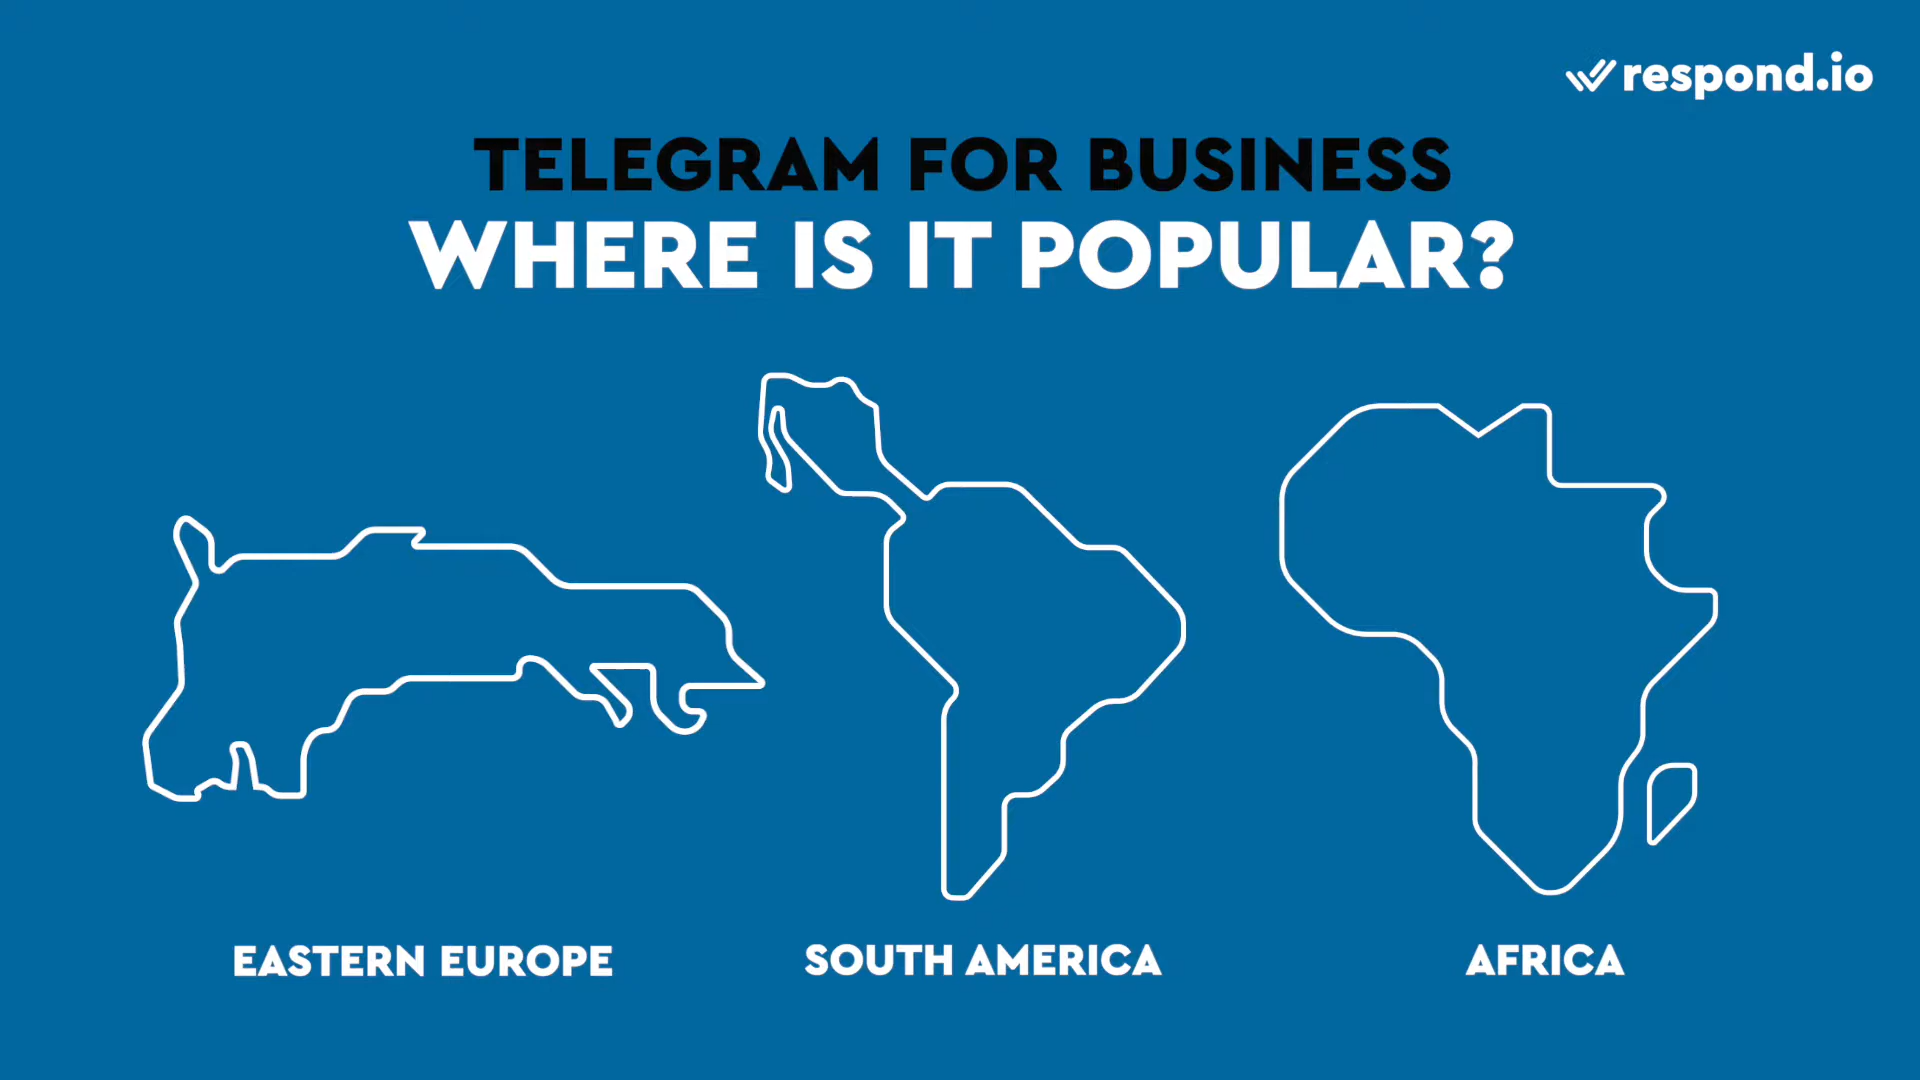 respond.io
TELEGRAM FOR BUSINESS
WHERE IS IT POPULAR?
EASTERN EUROPE
SOUTH AMERICA
AFRICA